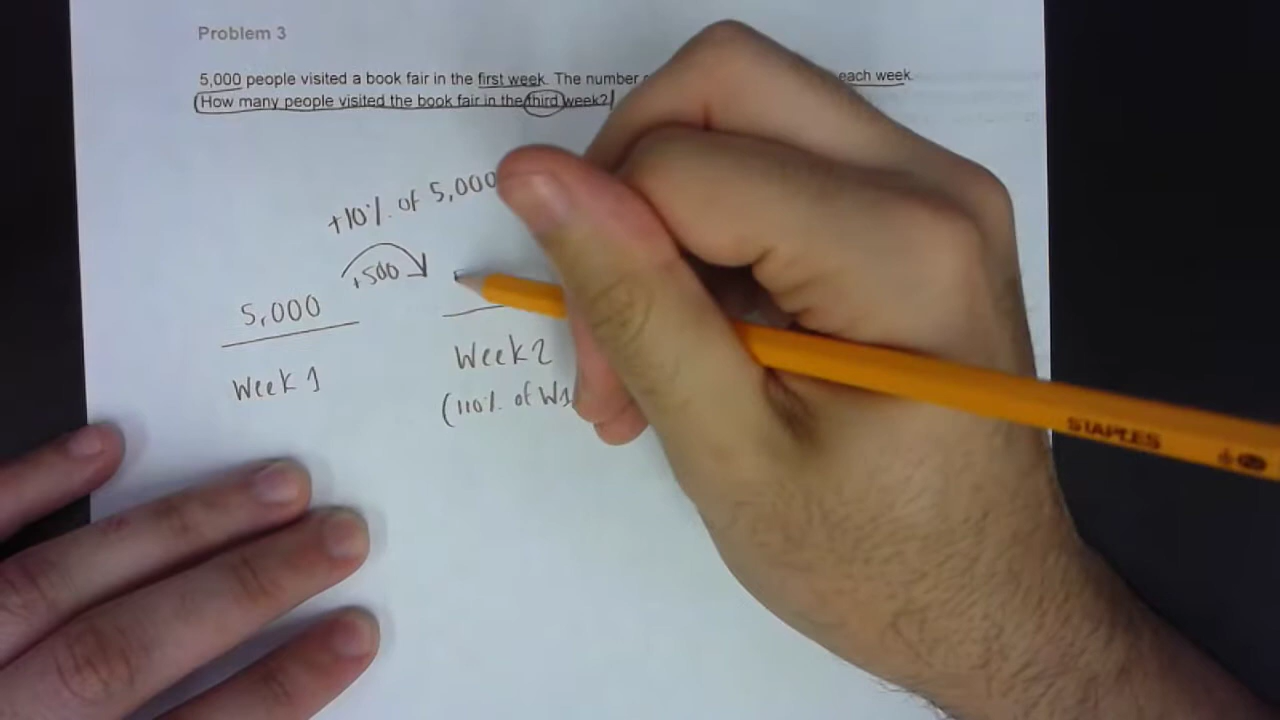 Problem 3
5,000 people visited a book fair in the first week. The number each week.
How many people visited the book fair in the third week?
+10% of 5,000
+500
5,000
Week 1
Week 2
(110% of W1
STAPLES